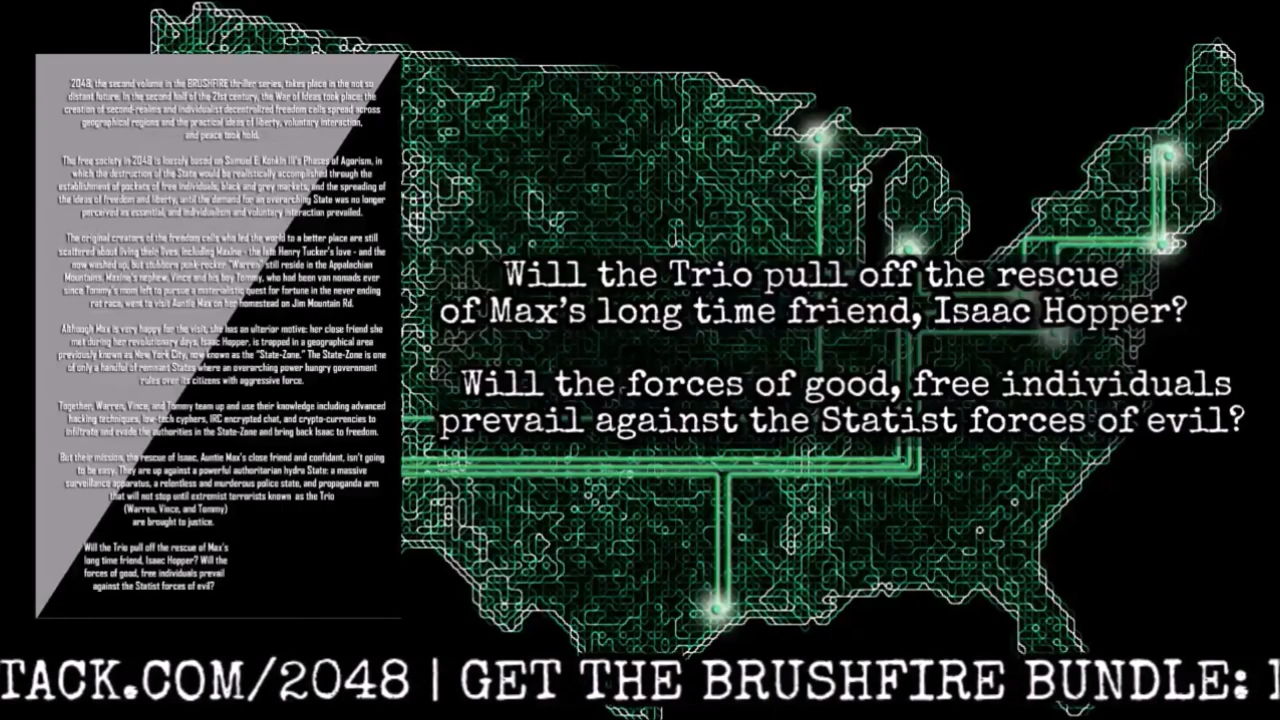 2048, the second volume in the BRUSHFIRE thriller series, takes place in the not so
distant future. In the second half of the 21st century, the War of Ideas took place; the
creation of second-realms and individualist decentralized freedom cells spread across
geographical regions and the practical ideas of liberty, voluntary interaction,
and peace took hold.
The free society in 2048 is loosely based on Samuel E. Konkin III's Phases of Agorism, in
which the destruction of the State would be realistically accomplished through the
establishment of pockets of free individuals, black and grey markets, and the spreading of
the ideas of freedom and liberty, until the demand for an overarching State was no longer
perceived as essential, and individualism and voluntary interaction prevailed.
The original creators of the freedom cells who led the world to a better place are still
scattered about living their lives, including Maxine - the late Henry Tucker's love - and the
now washed up, but stubborn punk-rocker "Warren" still reside in the Appalachian
Mountains. Maxine's nephew, Vince and his boy Tommy, who had been van nomads ever
since Tommy's mom left to pursue a materialistic quest for fortune in the never ending
rat race, went to visit Auntie Max on her homestead on Jim Mountain Rd.
Although Max is very happy for the visit, she has an ulterior motive: her close friend she
met during her revolutionary days, Isaac Hopper, is trapped in a geographical area
previously known as New York City, now known as the "State-Zone." The State-Zone is one
of only a handful of remnant States where an overarching power hungry government
rules over its citizens with aggressive force.
Together, Warren, Vince, and Tommy team up and use their knowledge including advanced
hacking techniques, low-tech cyphers, IRC encrypted chat, and crypto-currencies to
infiltrate and evade the authorities in the State-Zone and bring back Isaac to freedom.
But their mission, the rescue of Isaac, Auntie Max's close friend and confidant, isn't going
to be easy. They are up against a powerful authoritarian hydra State: a massive
surveillance apparatus, a relentless and murderous police state, and propaganda arm
that will not stop until extremist terrorists known as the Trio
(Warren, Vince, and Tommy)
are brought to justice.
Will the Trio pull off the rescue of Max's
long time friend, Isaac Hopper? Will the
forces of good, free individuals prevail
against the Statist forces of evil?
Will the Trio pull off the rescue
of Max's long time friend, Isaac Hopper?
Will the forces of good, free individuals
prevail against the Statist forces of evil?
TACK.COM/2048 | GET THE BRUSHFIRE BUNDLE: